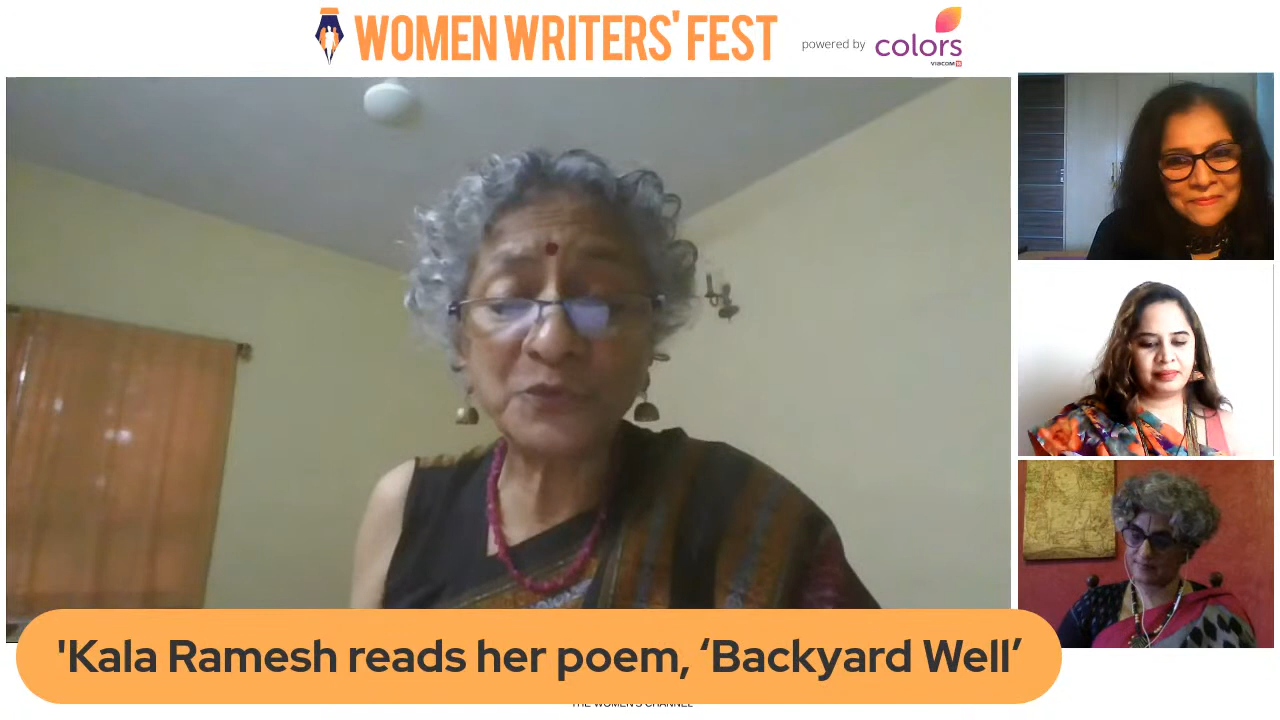 WOMEN WRITERS' FEST
powered by colors
VIACOM18
'Kala Ramesh reads her poem, ‘Backyard Well’
THE WOMEN'S CHANNEL